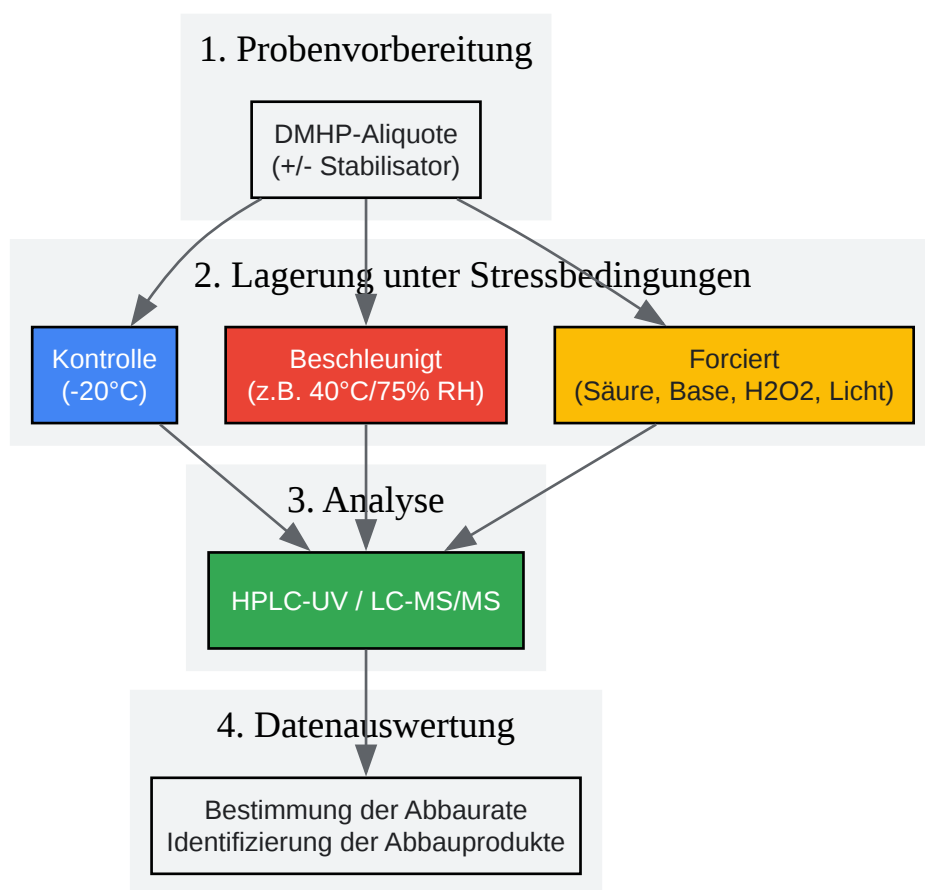 1. Probenvorbereitung
DMHP-Aliquote
(+/- Stabilisator)
2. Lagerung unter Stressbedingungen
Kontrolle
(-20°C)
Beschleunigt
(z.B. 40°C/75% RH)
Forciert
(Säure, Base, H2O2, Licht)
3. Analyse
HPLC-UV / LC-MS/MS
4. Datenauswertung
Bestimmung der Abbaurate
Identifizierung der Abbauprodukte